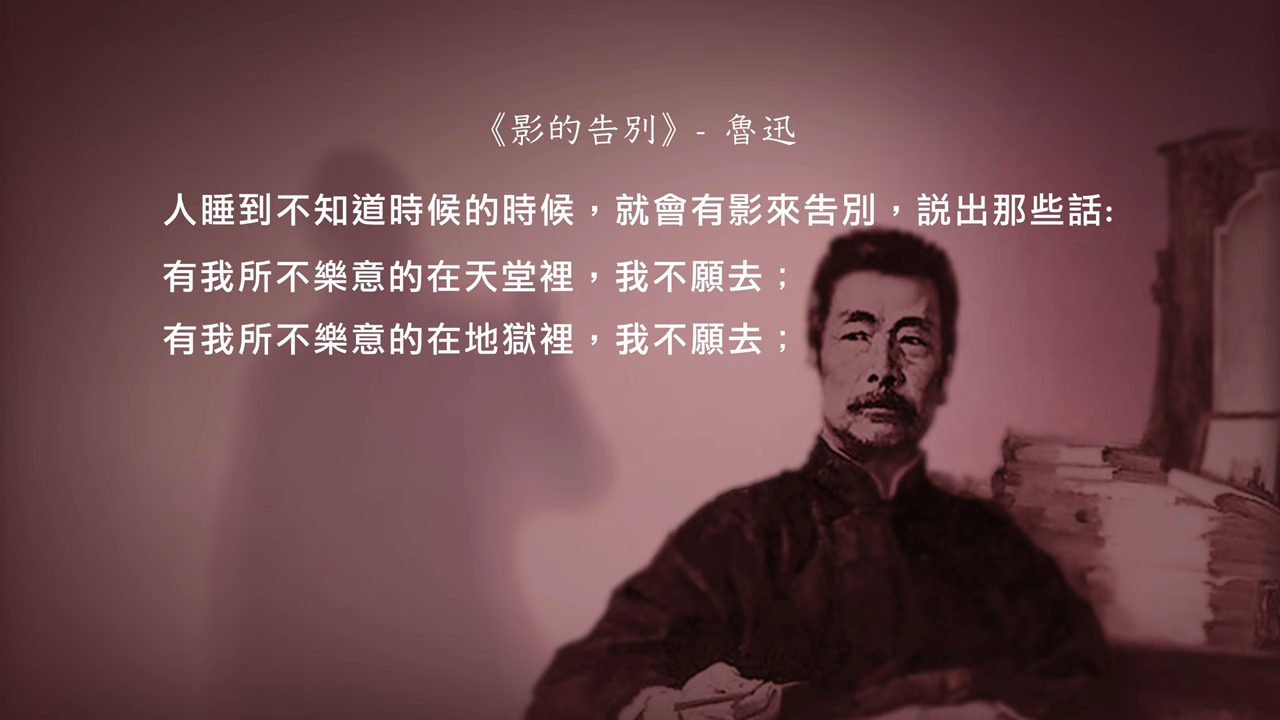 《影的告別》- 魯迅
人睡到不知道時候的時候，就會有影來告別，説出那些話:
有我所不樂意的在天堂裡，我不願去；
有我所不樂意的在地獄裡，我不願去；